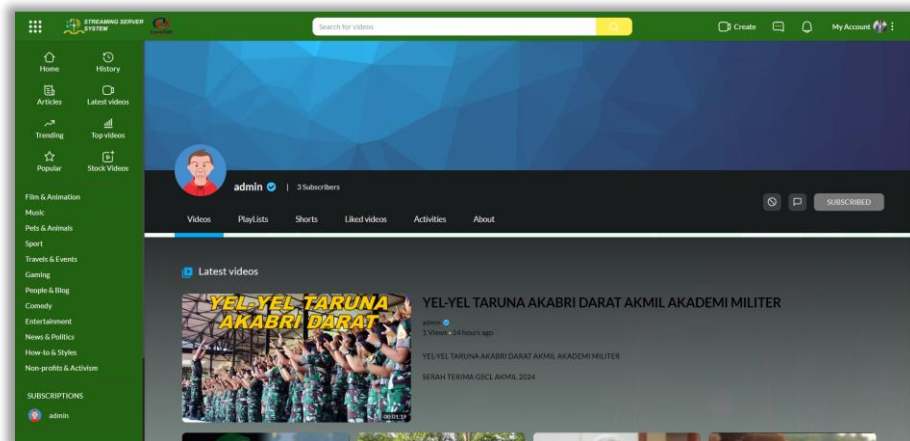 STREAMING SERVER
SYSTEM
Search for videos
Create
My Account
Home
History
Articles
Latest videos
Trending
Top videos
Popular
Stock Videos
Film & Animation
Music
Pets & Animals
Sport
Travels & Events
Gaming
People & Blog
Comedy
Entertainment
News & Politics
How-to & Styles
Non-profits & Activism
SUBSCRIPTIONS
admin
admin | 3 Subscribers
SUBSCRIBED
Videos
PlayLists
Shorts
Liked videos
Activities
About
Latest videos
YEL-YEL TARUNA
AKABRI DARAT
00:01:19
YEL-YEL TARUNA AKABRI DARAT AKMIL AKADEMI MILITER
admin
1 Views 14 hours ago
YEL-YEL TARUNA AKABRI DARAT AKMIL AKADEMI MILITER
SERAH TERIMA GSCL AKMIL 2024